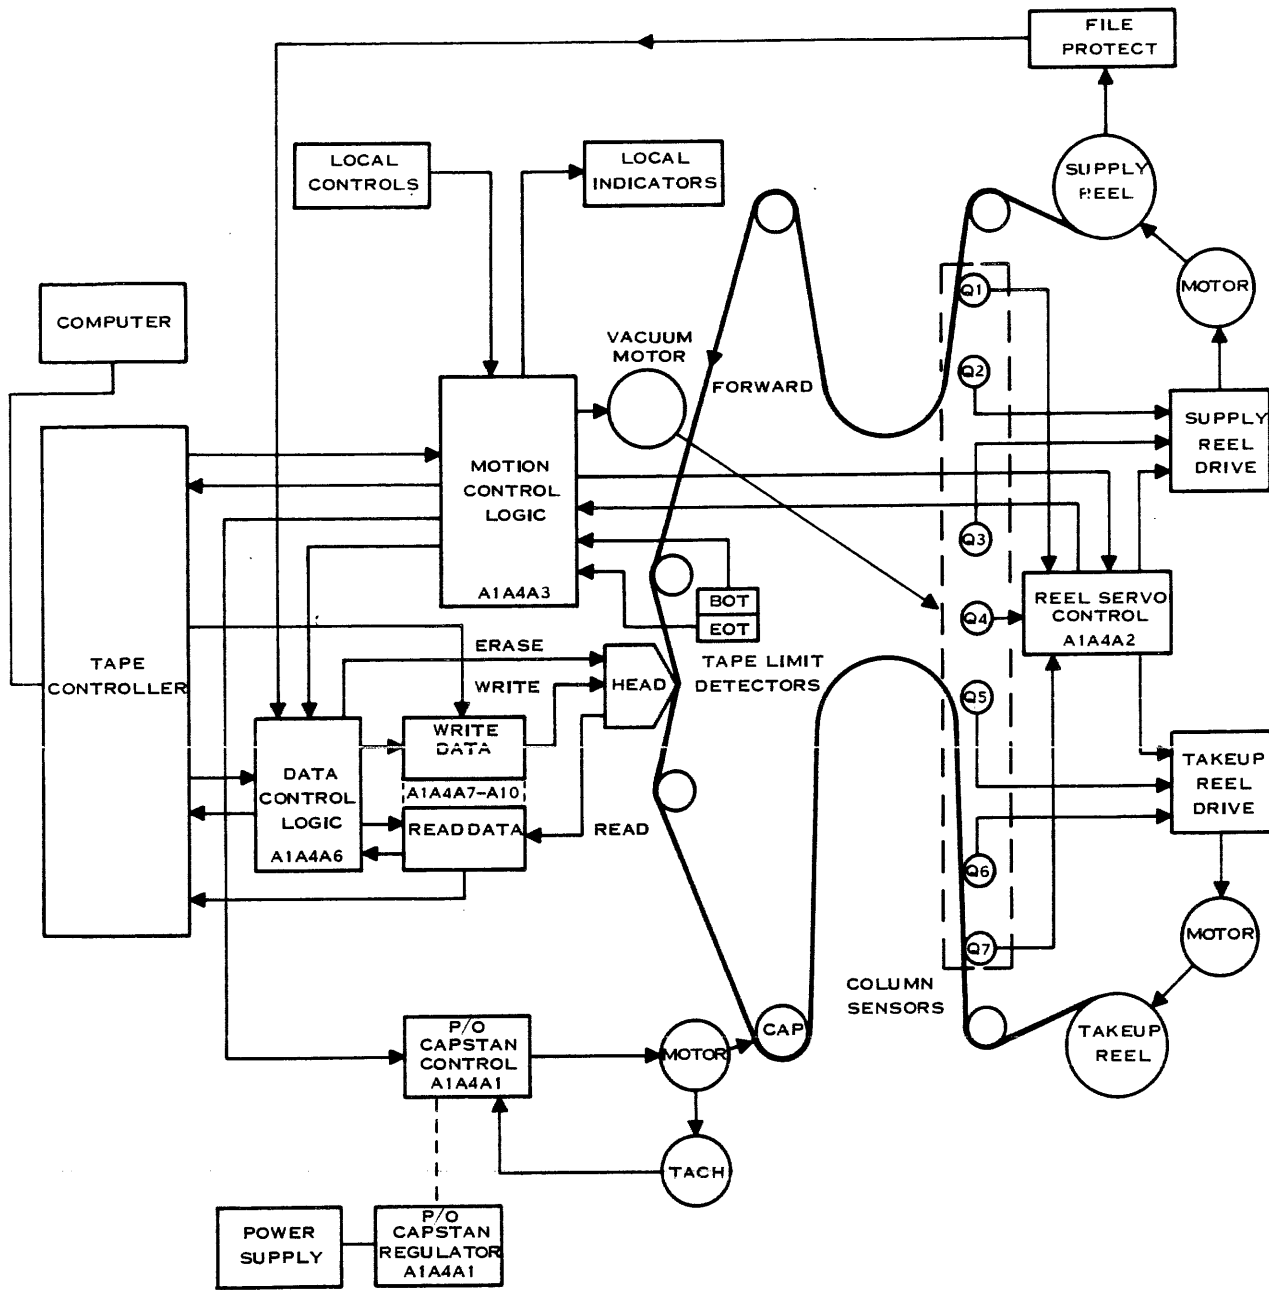 FILE
PROTECT
LOCAL
CONTROLS
LOCAL
INDICATORS
SUPPLY
REEL
MOTOR
COMPUTER
VACUUM
MOTOR
FORWARD
Q1
Q2
SUPPLY
REEL
DRIVE
MOTION
CONTROL
LOGIC
A1A4A3
Q3
BOT
EOT
Q4
REEL SERVO
CONTROL
A1A4A2
TAPE
CONTROLLER
ERASE
WRITE
HEAD
TAPE LIMIT
DETECTORS
Q5
DATA
CONTROL
LOGIC
A1A4A6
WRITE
DATA
A1A4A7-A10
READ DATA
READ
TAKEUP
REEL
DRIVE
Q6
Q7
MOTOR
COLUMN
SENSORS
P/O
CAPSTAN
CONTROL
A1A4A1
MOTOR
CAP
TAKEUP
REEL
TACH
POWER
SUPPLY
P/O
CAPSTAN
REGULATOR
A1A4A1